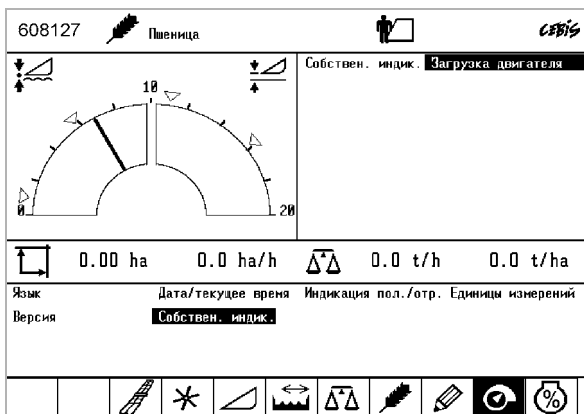 608127 Пшеница CEBIS
Собствен. индик. Загрузка двигателя
10
0 20
0.00 ha 0.0 ha/h 0.0 t/h 0.0 t/ha
Язык Дата/текущее время Индикация пол./отр. Единицы измерений
Версия Собствен. индик.
%